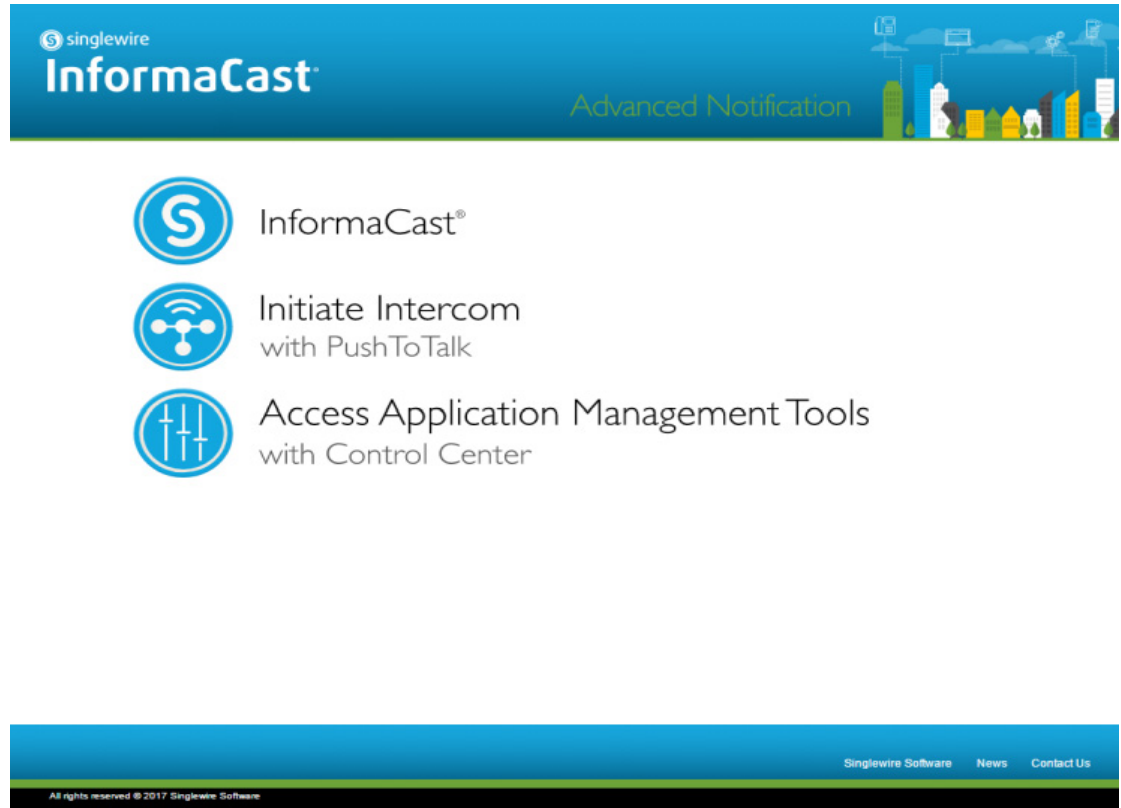 singlewire
InformaCast
Advanced Notification
InformaCast®
Initiate Intercom
with PushToTalk
Access Application Management Tools
with Control Center
Singlewire Software News Contact Us
All rights reserved © 2017 Singlewire Software